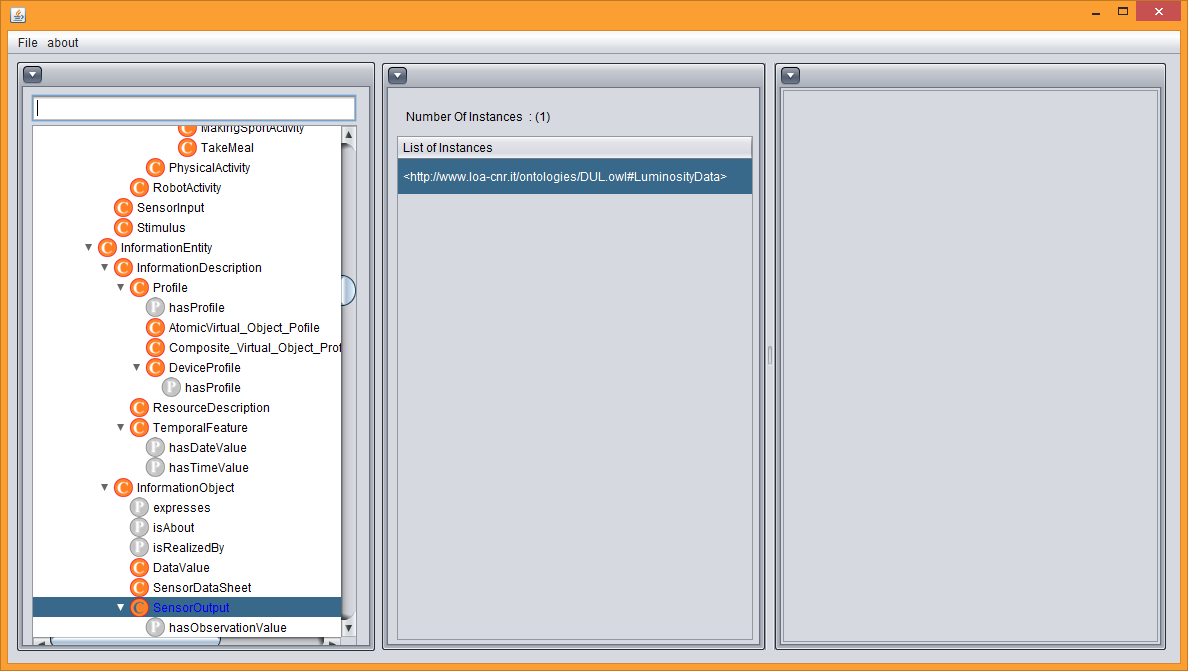 File about
MakingSportActivity
C TakeMeal
C PhysicalActivity
C RobotActivity
C SensorInput
C Stimulus
C InformationEntity
C InformationDescription
C Profile
P hasProfile
C AtomicVirtual_Object_Pofile
C Composite_Virtual_Object_Prof
C DeviceProfile
P hasProfile
C ResourceDescription
C TemporalFeature
P hasDateValue
P hasTimeValue
C InformationObject
P expresses
P isAbout
P isRealizedBy
C DataValue
C SensorDataSheet
C SensorOutput
P hasObservationValue
Number Of Instances : (1)
List of Instances
<http://www.loa-cnr.it/ontologies/DUL.owl#LuminosityData>